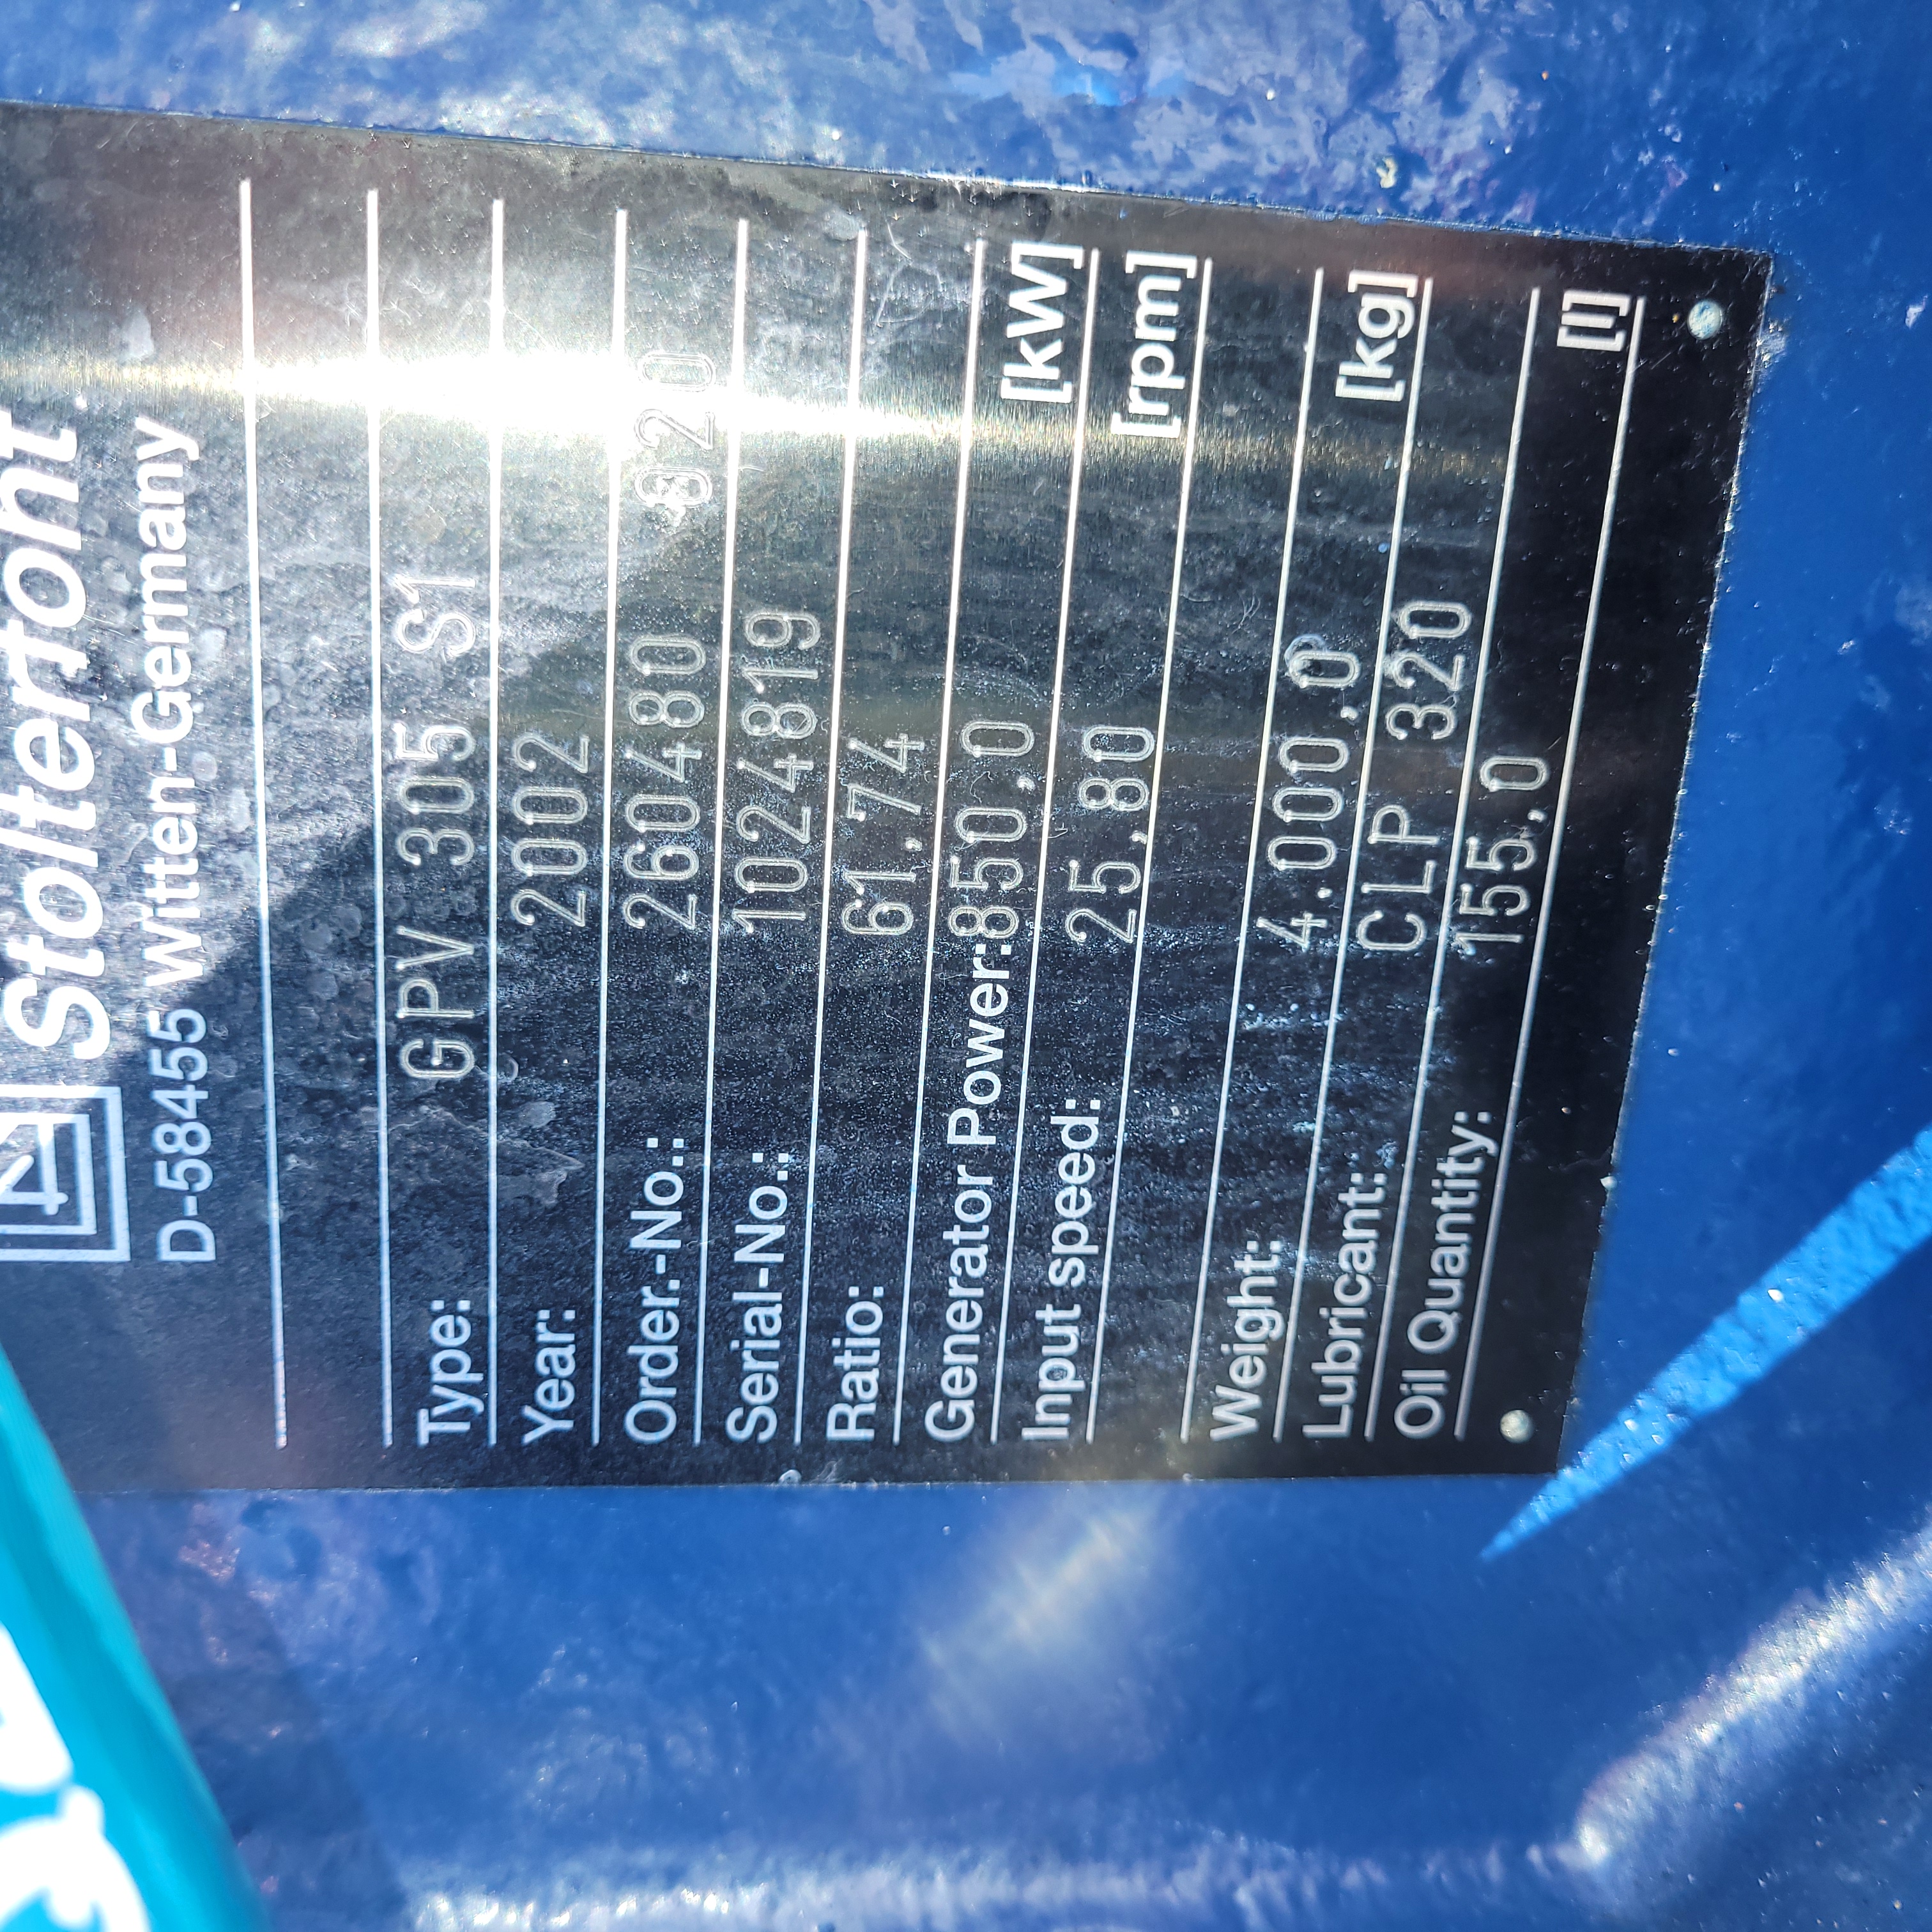 Stolterfoht
D-58455 Witten-Germany
Type: GPV 305 S1
Year: 2002
Order.-No.: 260480 820
Serial-No.: 1024819
Ratio: 61,74
Generator Power: 850,0 [kW]
Input speed: 25,80 [rpm]
Weight: 4.000,0 [kg]
Lubricant: CLP 320
Oil Quantity: 155,0 [l]